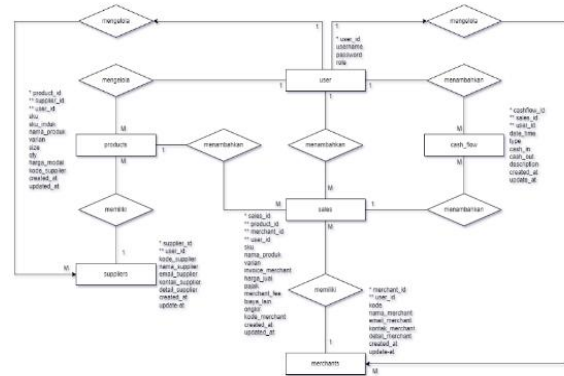 mengelola
mengelola
1
1
* user_id
username
password
role
mengelola
user
menambahkan
1
1
1
* product_id
** supplier_id
** user_id
sku
sku_induk
nama_produk
varian
size
qty
harga_modal
kode_supplier
created_at
updated_at
M
products
1
menambahkan
menambahkan
M
cash_flow
* cashflow_id
** sales_id
** user_id
date_time
type
cash_in
cash_out
description
created_at
update_at
M
M
M
memiliki
M
sales
1
menambahkan
* sales_id
** product_id
** merchant_id
** user_id
sku
nama_produk
varian
invoice_merchant
harga_jual
pajak
merchant_fee
biaya_lain
ongkir
kode_merchant
created_at
updated_at
M
1
M
suppliers
* supplier_id
** user_id
kode_supplier
nama_supplier
email_supplier
kontak_supplier
detail_supplier
created_at
update-at
memiliki
* merchant_id
** user_id
kode
nama_merchant
email_merchant
kontak_merchant
detail_merchant
created_at
update-at
1
merchants
M